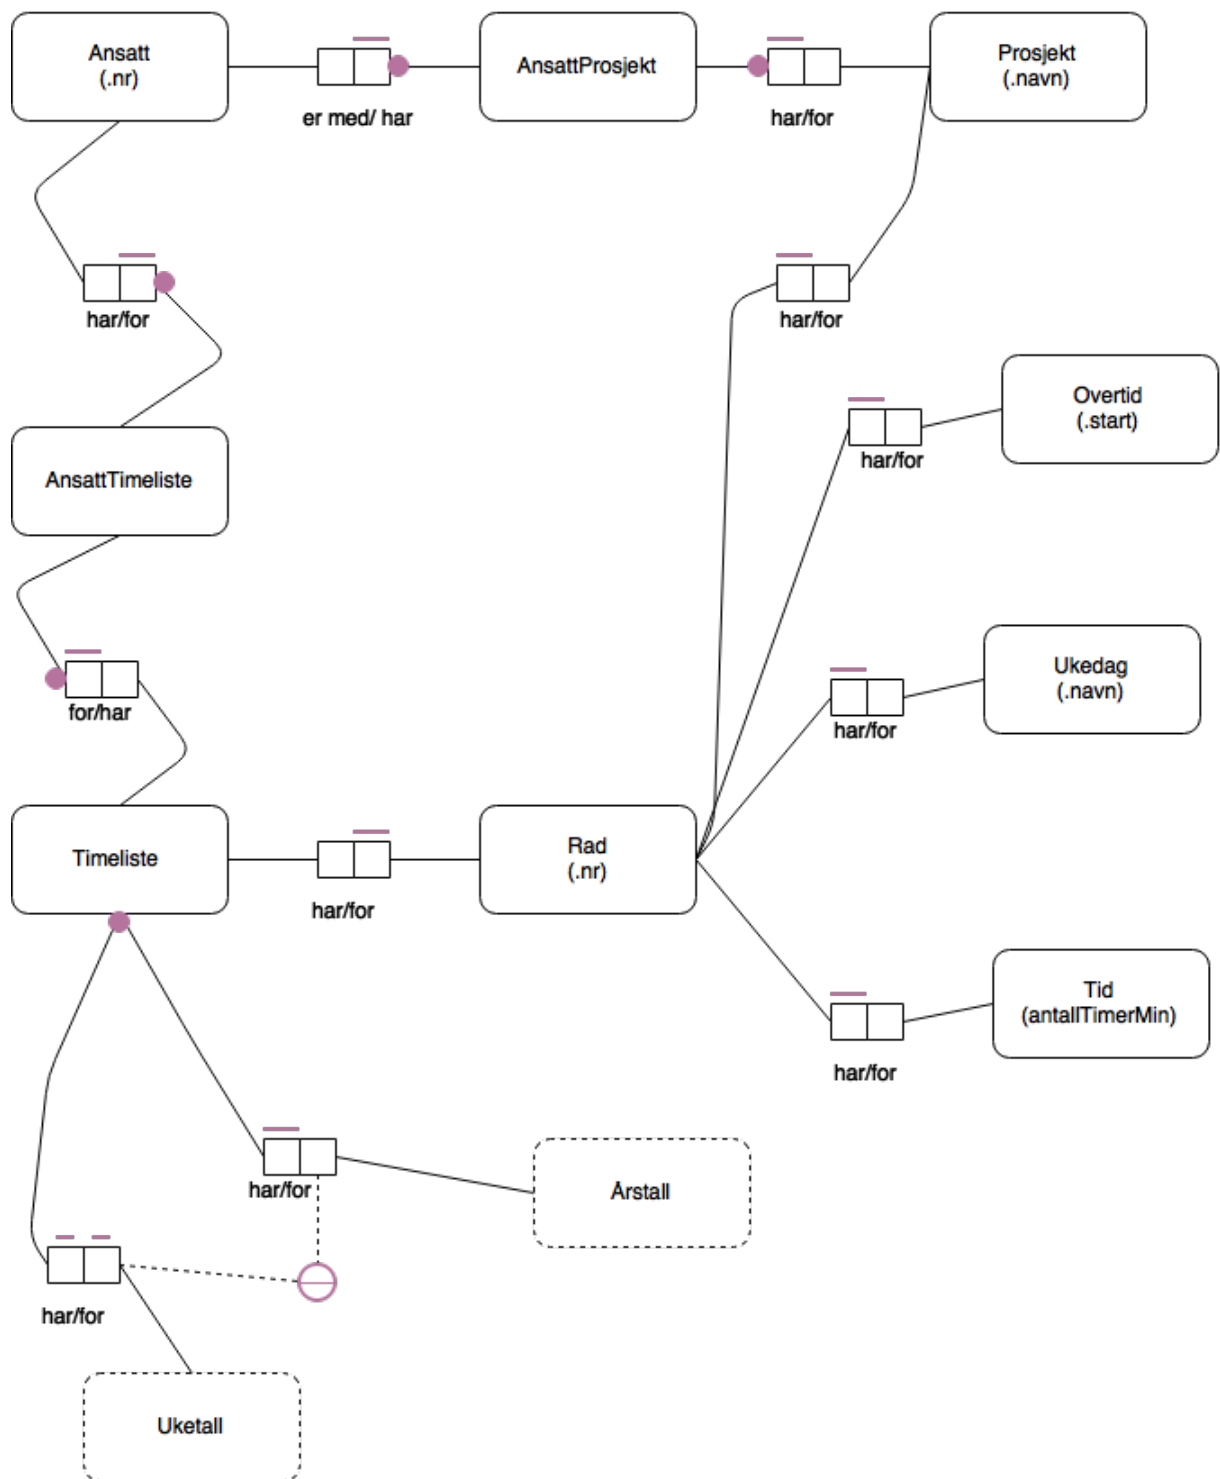 Ansatt
(.nr)
AnsattProsjekt
Prosjekt
(.navn)
er med/ har
har/for
har/for
har/for
Overtid
(.start)
har/for
AnsattTimeliste
Ukedag
(.navn)
for/har
har/for
Timeliste
Rad
(.nr)
har/for
Tid
(antallTimerMin)
har/for
Årstall
har/for
har/for
Uketall